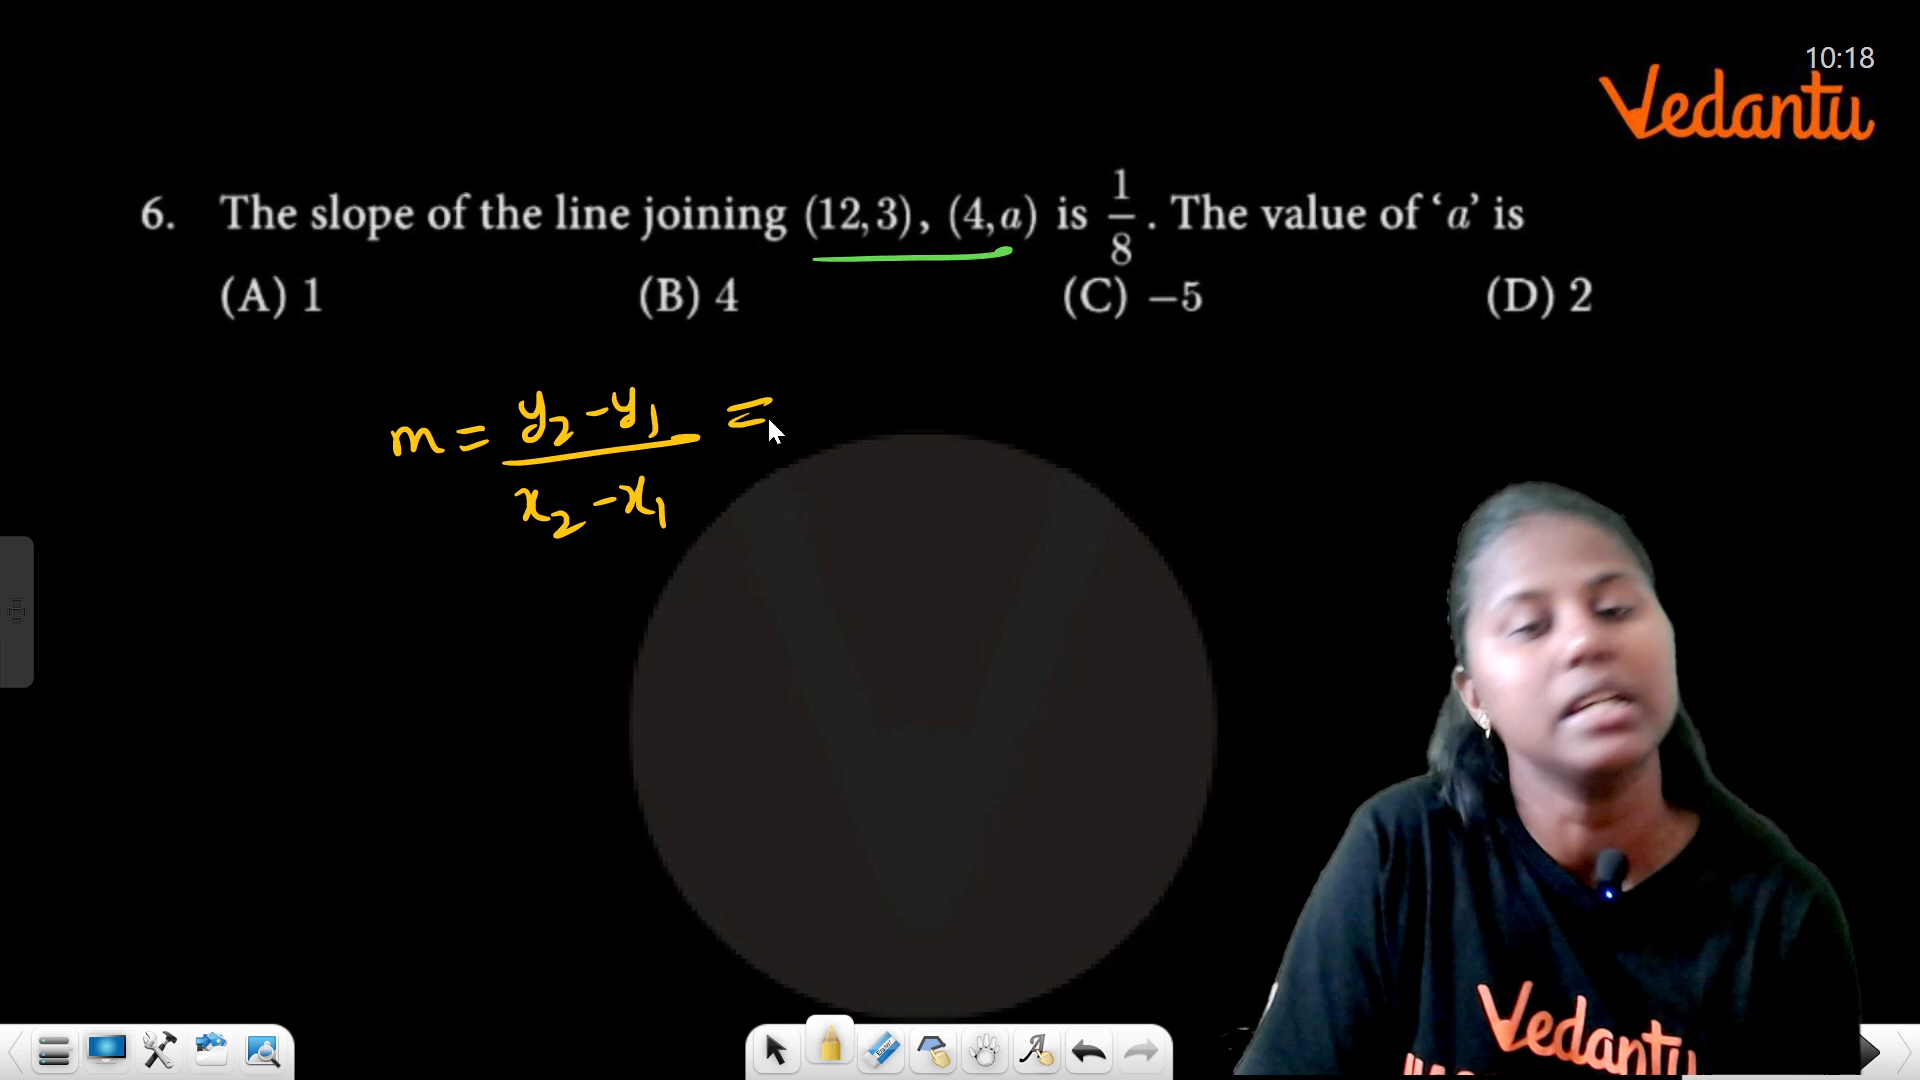 10:18
Vedantu
6. The slope of the line joining (12,3), (4,a) is 1/8. The value of ‘a’ is
(A) 1 (B) 4 (C) −5 (D) 2
m = y₂ − y₁ / x₂ − x₁ =
Vedantu